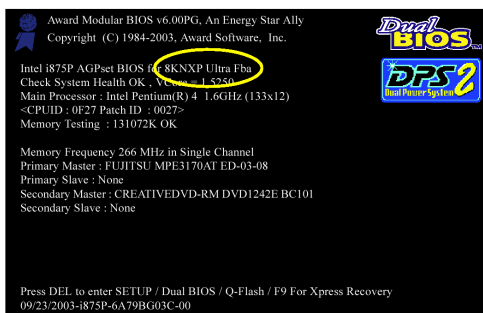 Award Modular BIOS v6.00PG, An Energy Star Ally
Copyright (C) 1984-2003, Award Software, Inc.
Dual
BIOS
Intel i875P AGPset BIOS for 8KNXP Ultra Fba
Check System Health OK , VCore = 1.5250
Main Processor : Intel Pentium(R) 4 1.6GHz (133x12)
<CPUID : 0F27 Patch ID : 0027>
Memory Testing : 131072K OK
DPS 2
Dual Power System
Memory Frequency 266 MHz in Single Channel
Primary Master : FUJITSU MPE3170AT ED-03-08
Primary Slave : None
Secondary Master : CREATIVEDVD-RM DVD1242E BC101
Secondary Slave : None
Press DEL to enter SETUP / Dual BIOS / Q-Flash / F9 For Xpress Recovery
09/23/2003-i875P-6A79BG03C-00